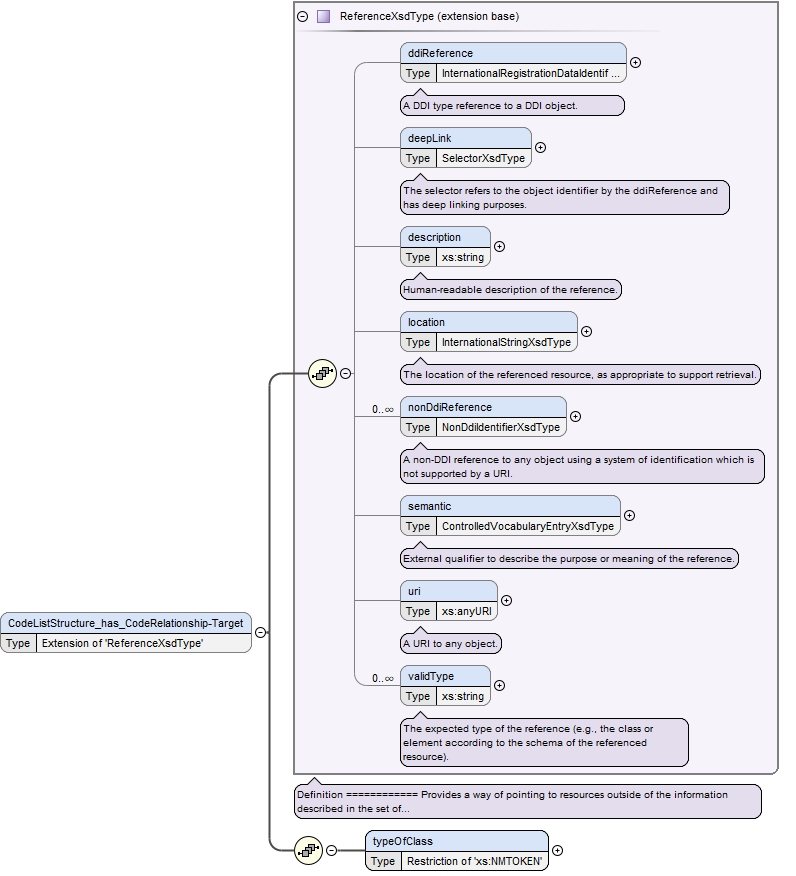 ReferenceXsdType (extension base)
ddiReference
Type InternationalRegistrationDataIdentif ...
A DDI type reference to a DDI object.
deepLink
Type SelectorXsdType
The selector refers to the object identifier by the ddiReference and
has deep linking purposes.
description
Type xs:string
Human-readable description of the reference.
location
Type InternationalStringXsdType
The location of the referenced resource, as appropriate to support retrieval.
0..∞ nonDdiReference
Type NonDdiIdentifierXsdType
A non-DDI reference to any object using a system of identification which is
not supported by a URI.
semantic
Type ControlledVocabularyEntryXsdType
External qualifier to describe the purpose or meaning of the reference.
uri
Type xs:anyURI
A URI to any object.
CodeListStructure_has_CodeRelationship-Target
Type Extension of 'ReferenceXsdType'
0..∞ validType
Type xs:string
The expected type of the reference (e.g., the class or
element according to the schema of the referenced
resource).
Definition ============ Provides a way of pointing to resources outside of the information
described in the set of...
typeOfClass
Type Restriction of 'xs:NMTOKEN'